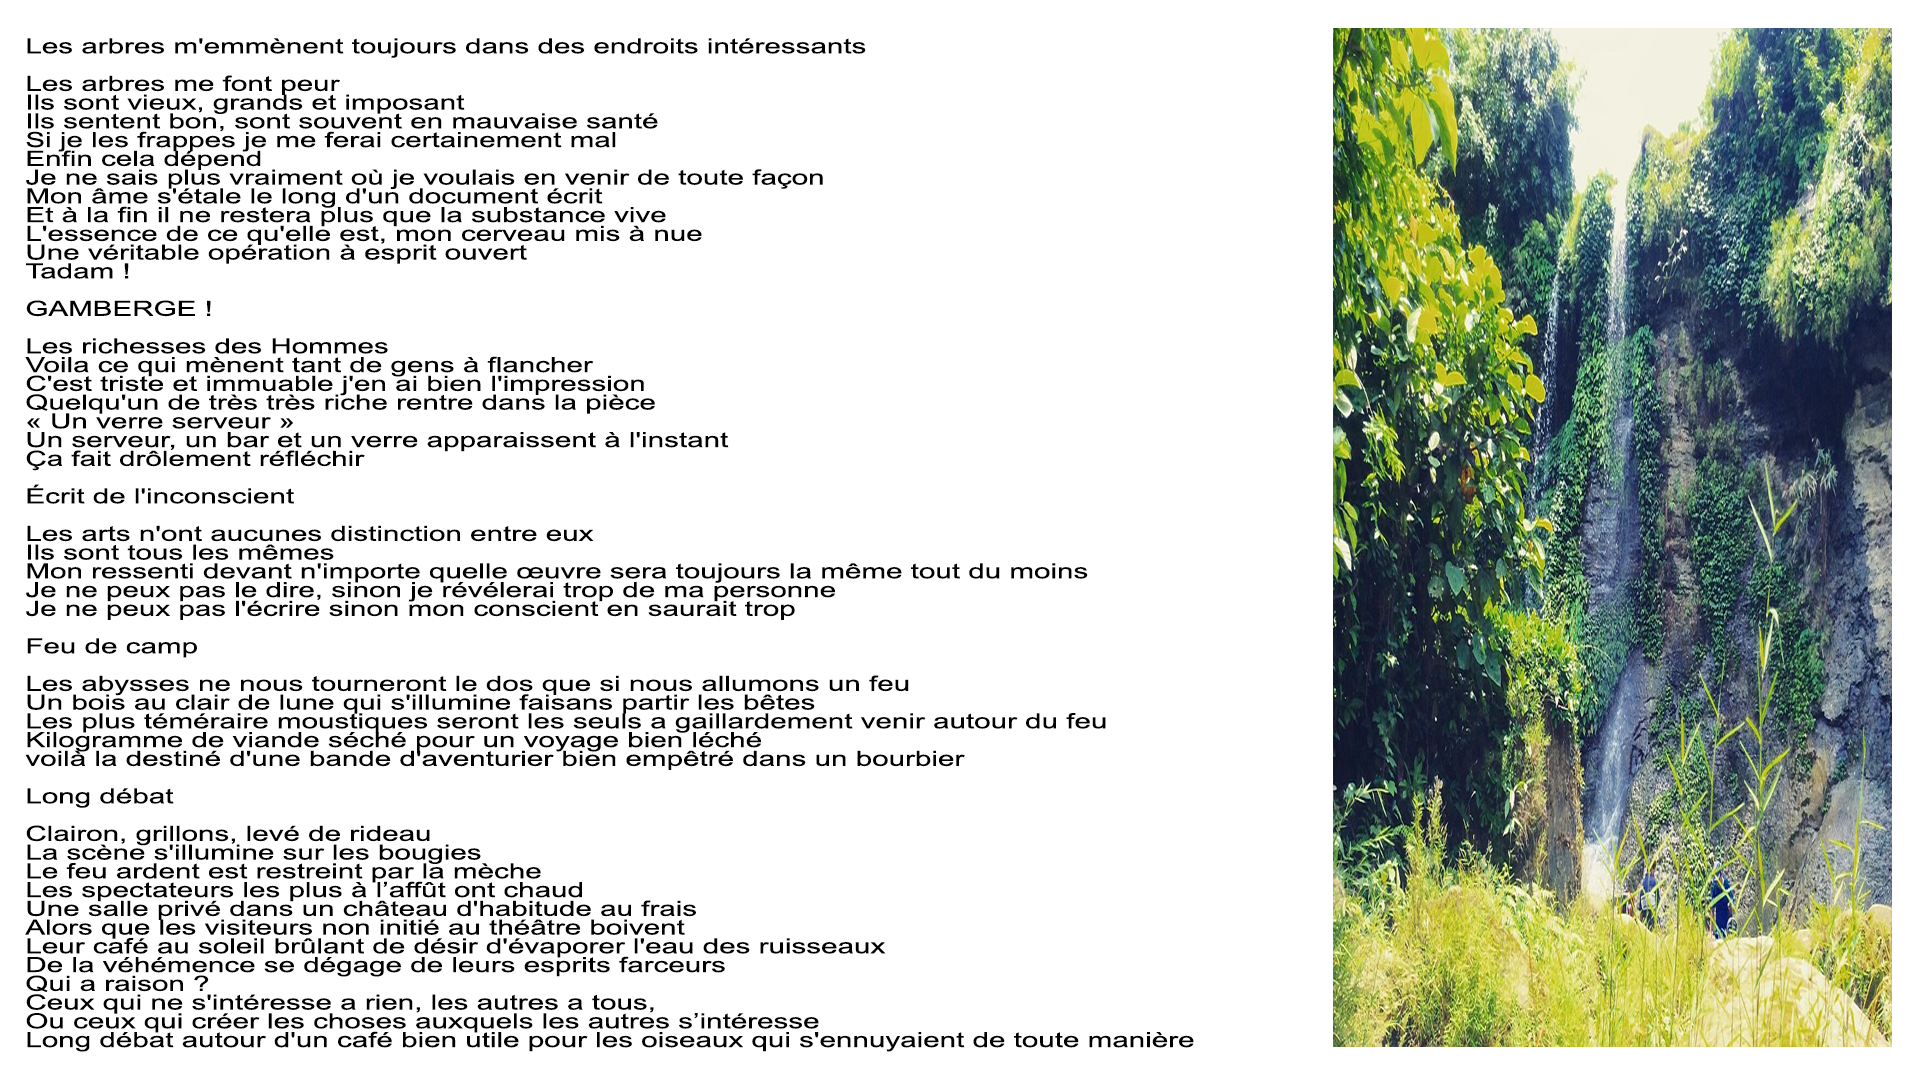 Les arbres m'emmènent toujours dans des endroits intéressants
Les arbres me font peur
Ils sont vieux, grands et imposant
Ils sentent bon, sont souvent en mauvaise santé
Si je les frappes je me ferai certainement mal
Enfin cela dépend
Je ne sais plus vraiment où je voulais en venir de toute façon
Mon âme s'étale le long d'un document écrit
Et à la fin il ne restera plus que la substance vive
L'essence de ce qu'elle est, mon cerveau mis à nue
Une véritable opération à esprit ouvert
Tadam !
GAMBERGE !
Les richesses des Hommes
Voila ce qui mènent tant de gens à flancher
C'est triste et immuable j'en ai bien l'impression
Quelqu'un de très très riche rentre dans la pièce
« Un verre serveur »
Un serveur, un bar et un verre apparaissent à l'instant
Ça fait drôlement réfléchir
Écrit de l'inconscient
Les arts n'ont aucunes distinction entre eux
Ils sont tous les mêmes
Mon ressenti devant n'importe quelle œuvre sera toujours la même tout du moins
Je ne peux pas le dire, sinon je révélerai trop de ma personne
Je ne peux pas l'écrire sinon mon conscient en saurait trop
Feu de camp
Les abysses ne nous tourneront le dos que si nous allumons un feu
Un bois au clair de lune qui s'illumine faisans partir les bêtes
Les plus téméraire moustiques seront les seuls a gaillardement venir autour du feu
Kilogramme de viande séché pour un voyage bien léché
voilà la destiné d'une bande d'aventurier bien empêtré dans un bourbier
Long débat
Clairon, grillons, levé de rideau
La scène s'illumine sur les bougies
Le feu ardent est restreint par la mèche
Les spectateurs les plus à l’affût ont chaud
Une salle privé dans un château d'habitude au frais
Alors que les visiteurs non initié au théâtre boivent
Leur café au soleil brûlant de désir d'évaporer l'eau des ruisseaux
De la véhémence se dégage de leurs esprits farceurs
Qui a raison ?
Ceux qui ne s'intéresse a rien, les autres a tous,
Ou ceux qui créer les choses auxquels les autres s’intéresse
Long débat autour d'un café bien utile pour les oiseaux qui s'ennuyaient de toute manière